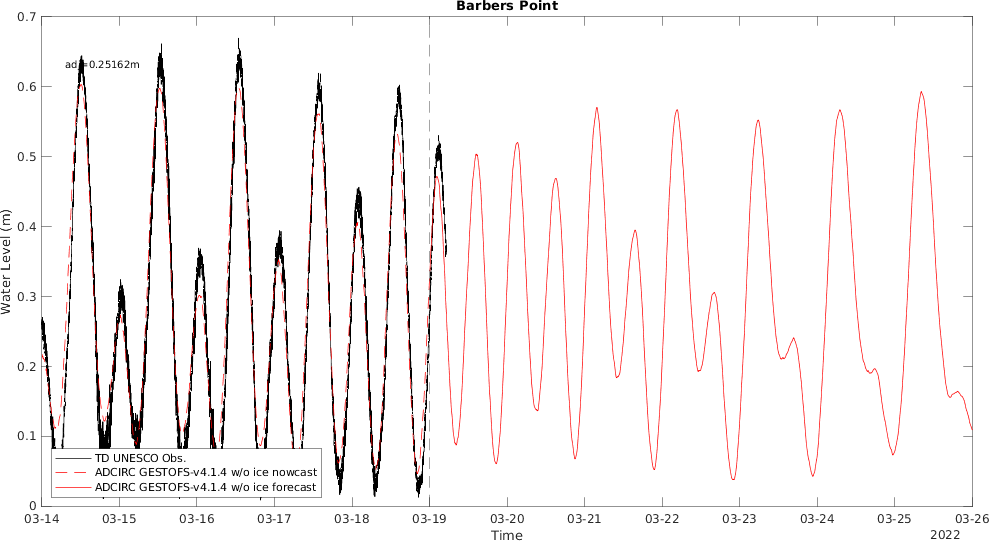 Barbers Point
0.7
0.6
0.5
0.4
0.3
0.2
0.1
0
Water Level (m)
=0.25162m
TD UNESCO Obs.
ADCIRC GESTOFS-v4.1.4 w/o ice nowcast
ADCIRC GESTOFS-v4.1.4 w/o ice forecast
03-14 03-15 03-16 03-17 03-18 03-19 03-20 03-21 03-22 03-23 03-24 03-25 03-26
Time
2022